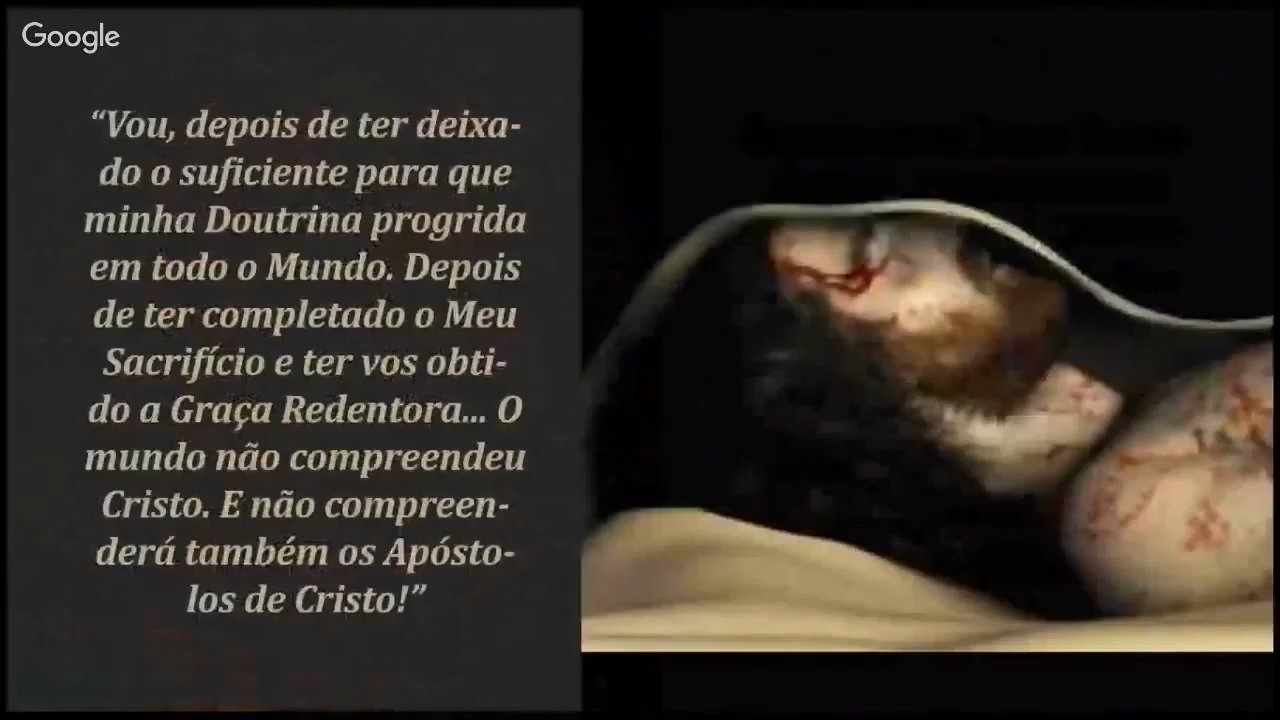 Google
“Vou, depois de ter deixa-
do o suficiente para que
minha Doutrina progrida
em todo o Mundo. Depois
de ter completado o Meu
Sacrifício e ter vos obti-
do a Graça Redentora... O
mundo não compreendeu
Cristo. E não compreen-
derá também os Apósto-
los de Cristo!”